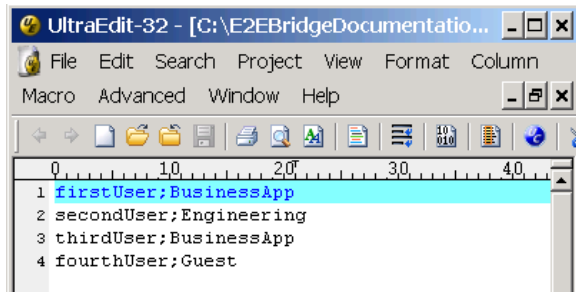 UltraEdit-32 - [C:\E2EBridgeDocumentatio...
File Edit Search Project View Format Column
Macro Advanced Window Help
0 10 20 30 40
1 firstUser;BusinessApp
2 secondUser;Engineering
3 thirdUser;BusinessApp
4 fourthUser;Guest